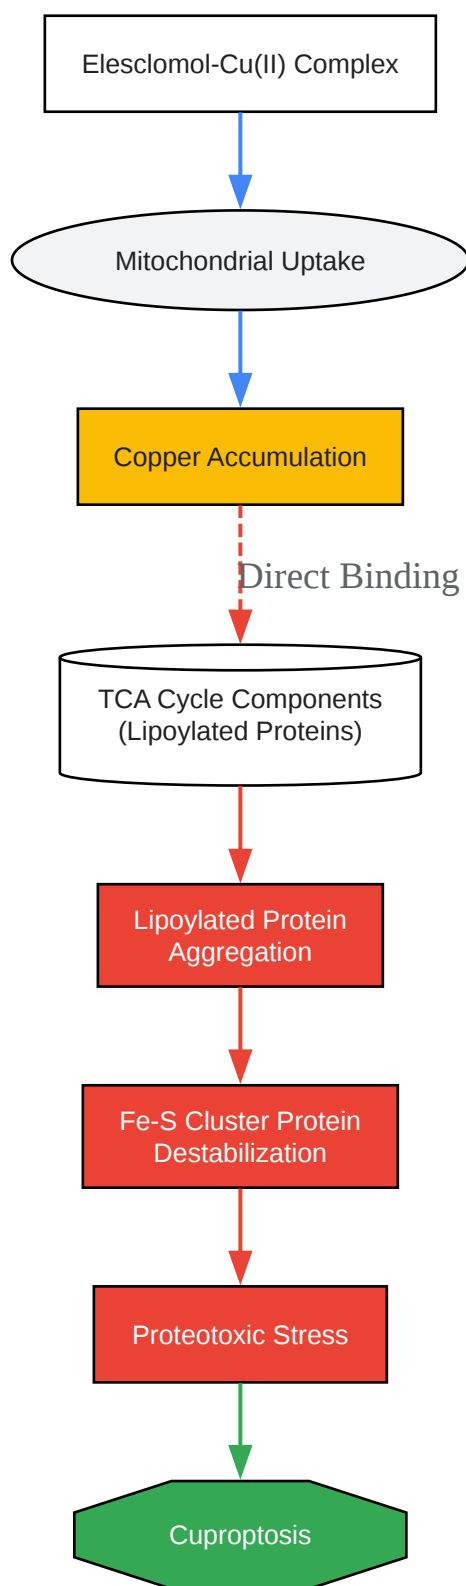 Elesclomol-Cu(II) Complex
Mitochondrial Uptake
Copper Accumulation
Direct Binding
TCA Cycle Components
(Lipoylated Proteins)
Lipoylated Protein
Aggregation
Fe-S Cluster Protein
Destabilization
Proteotoxic Stress
Cuproptosis